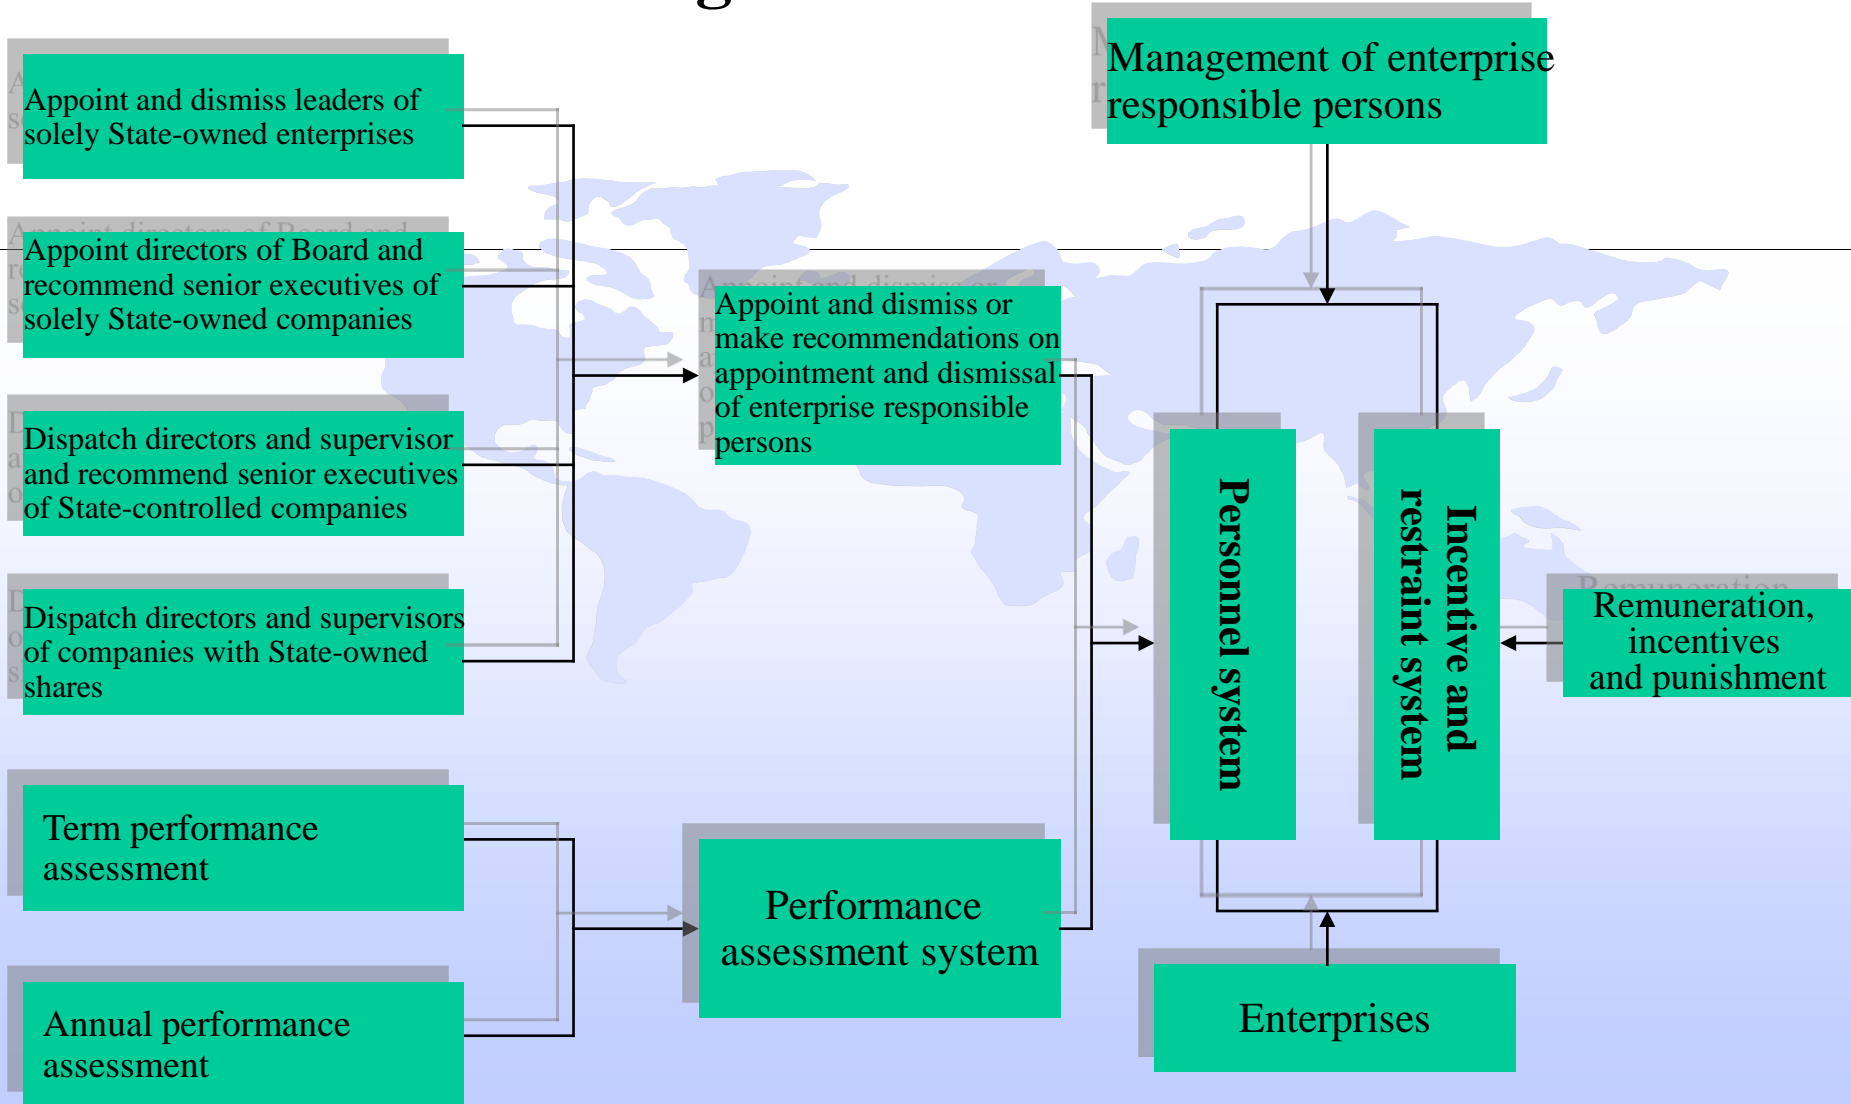 Management of enterprise
responsible persons
Appoint and dismiss leaders of
solely State-owned enterprises
Appoint directors of Board and
recommend senior executives of
solely State-owned companies
Dispatch directors and supervisor
and recommend senior executives
of State-controlled companies
Dispatch directors and supervisors
of companies with State-owned
shares
Appoint and dismiss or
make recommendations on
appointment and dismissal
of enterprise responsible
persons
Personnel system
Incentive and
restraint system
Remuneration,
incentives
and punishment
Term performance
assessment
Annual performance
assessment
Performance
assessment system
Enterprises